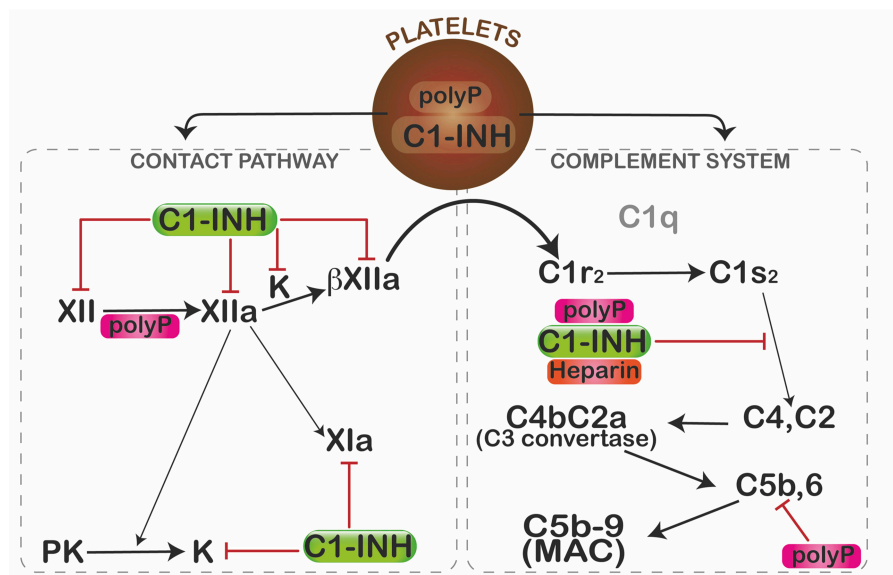 PLATELETS
polyP
C1-INH
CONTACT PATHWAY
C1-INH
K
βXIIa
XII
polyP
XIIa
XIa
PK
K
C1-INH
COMPLEMENT SYSTEM
C1q
C1r2
C1s2
polyP
C1-INH
Heparin
C4bC2a
(C3 convertase)
C4,C2
C5b,6
C5b-9
(MAC)
polyP